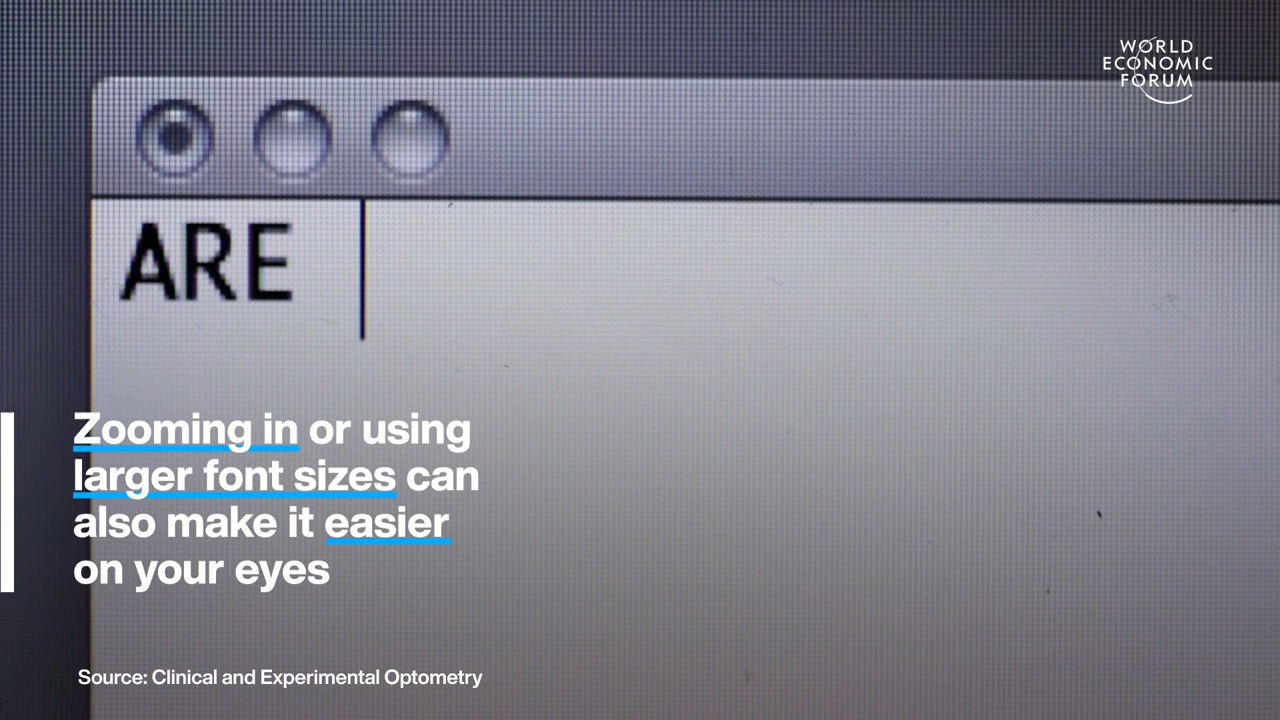 WORLD
ECONOMIC
FORUM
ARE
Zooming in or using
larger font sizes can
also make it easier
on your eyes
Source: Clinical and Experimental Optometry